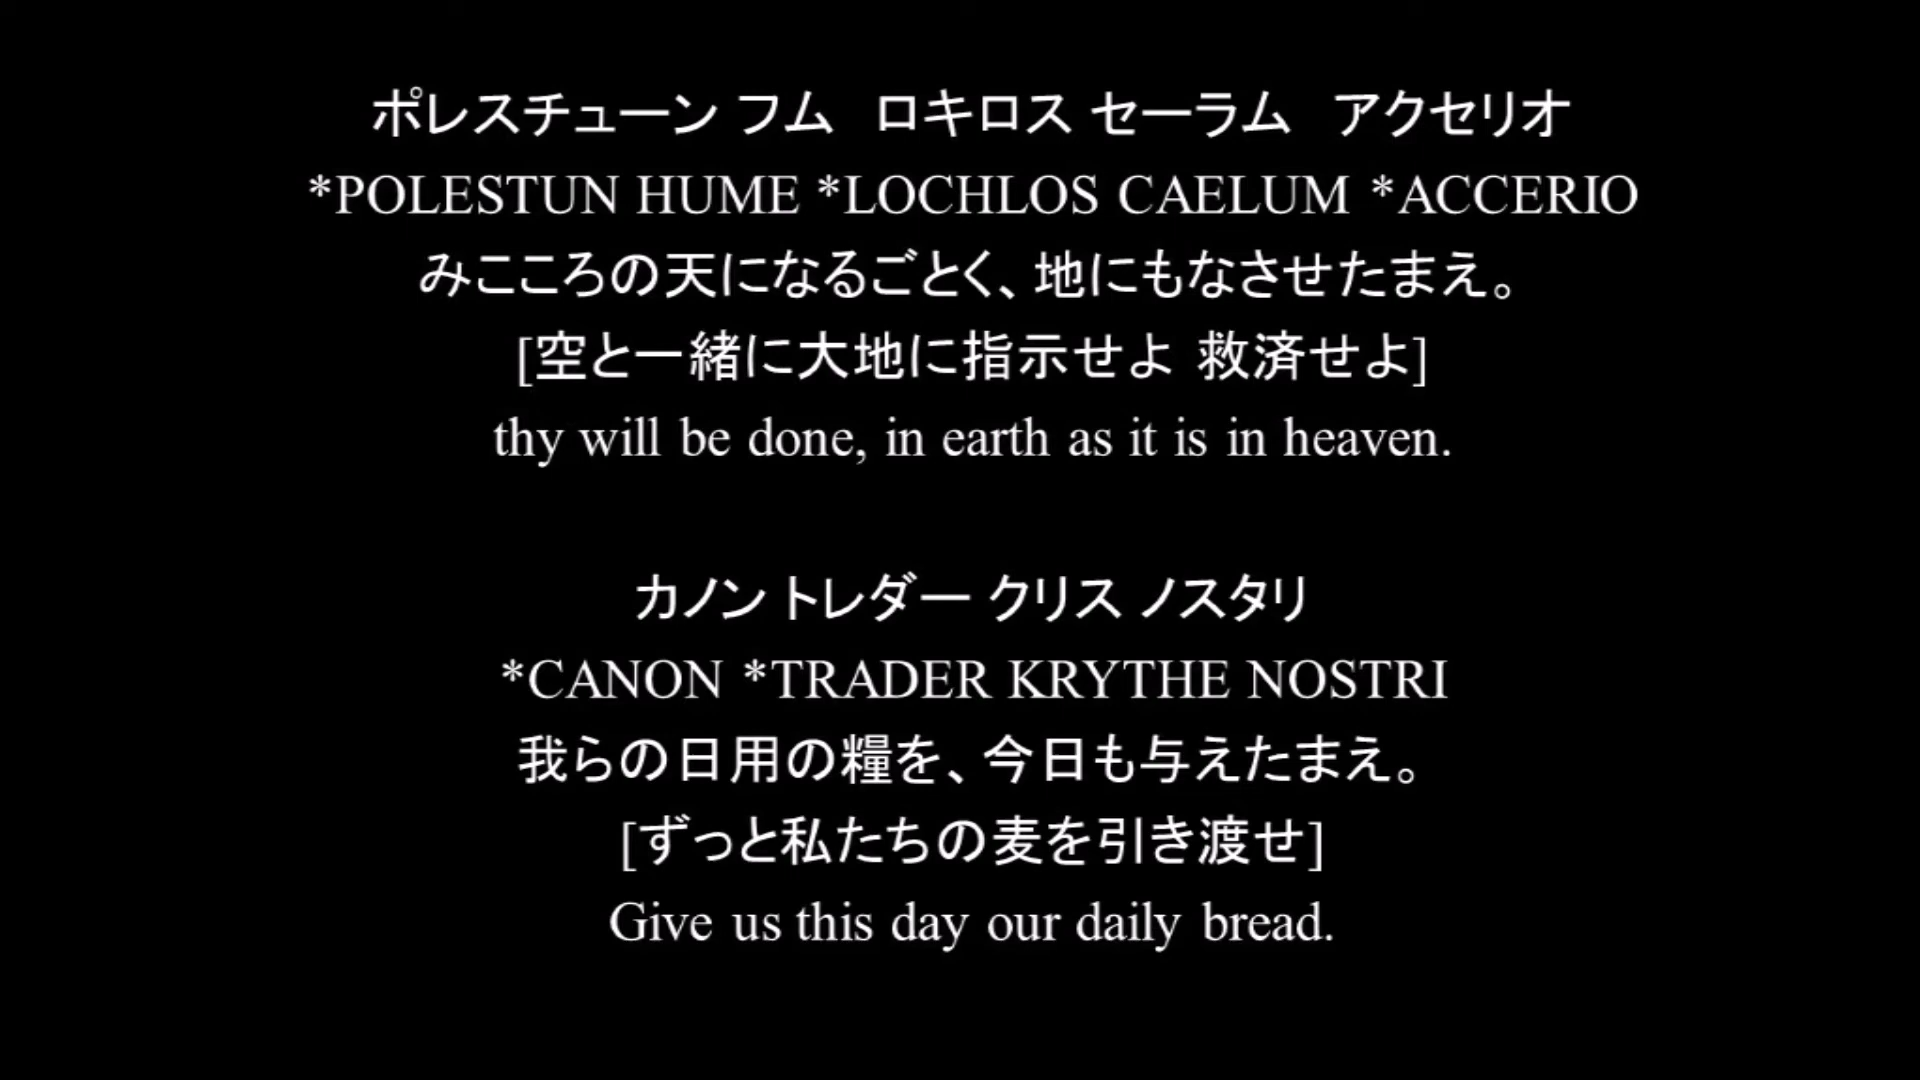 ポレスチューン フム　ロキロス セーラム　アクセリオ
*POLESTUN HUME *LOCHLOS CAELUM *ACCERIO
みこころの天になるごとく、地にもなさせたまえ。
[空と一緒に大地に指示せよ 救済せよ]
thy will be done, in earth as it is in heaven.
カノン トレダー クリス ノスタリ
*CANON *TRADER KRYTHE NOSTRI
我らの日用の糧を、今日も与えたまえ。
[ずっと私たちの麦を引き渡せ]
Give us this day our daily bread.